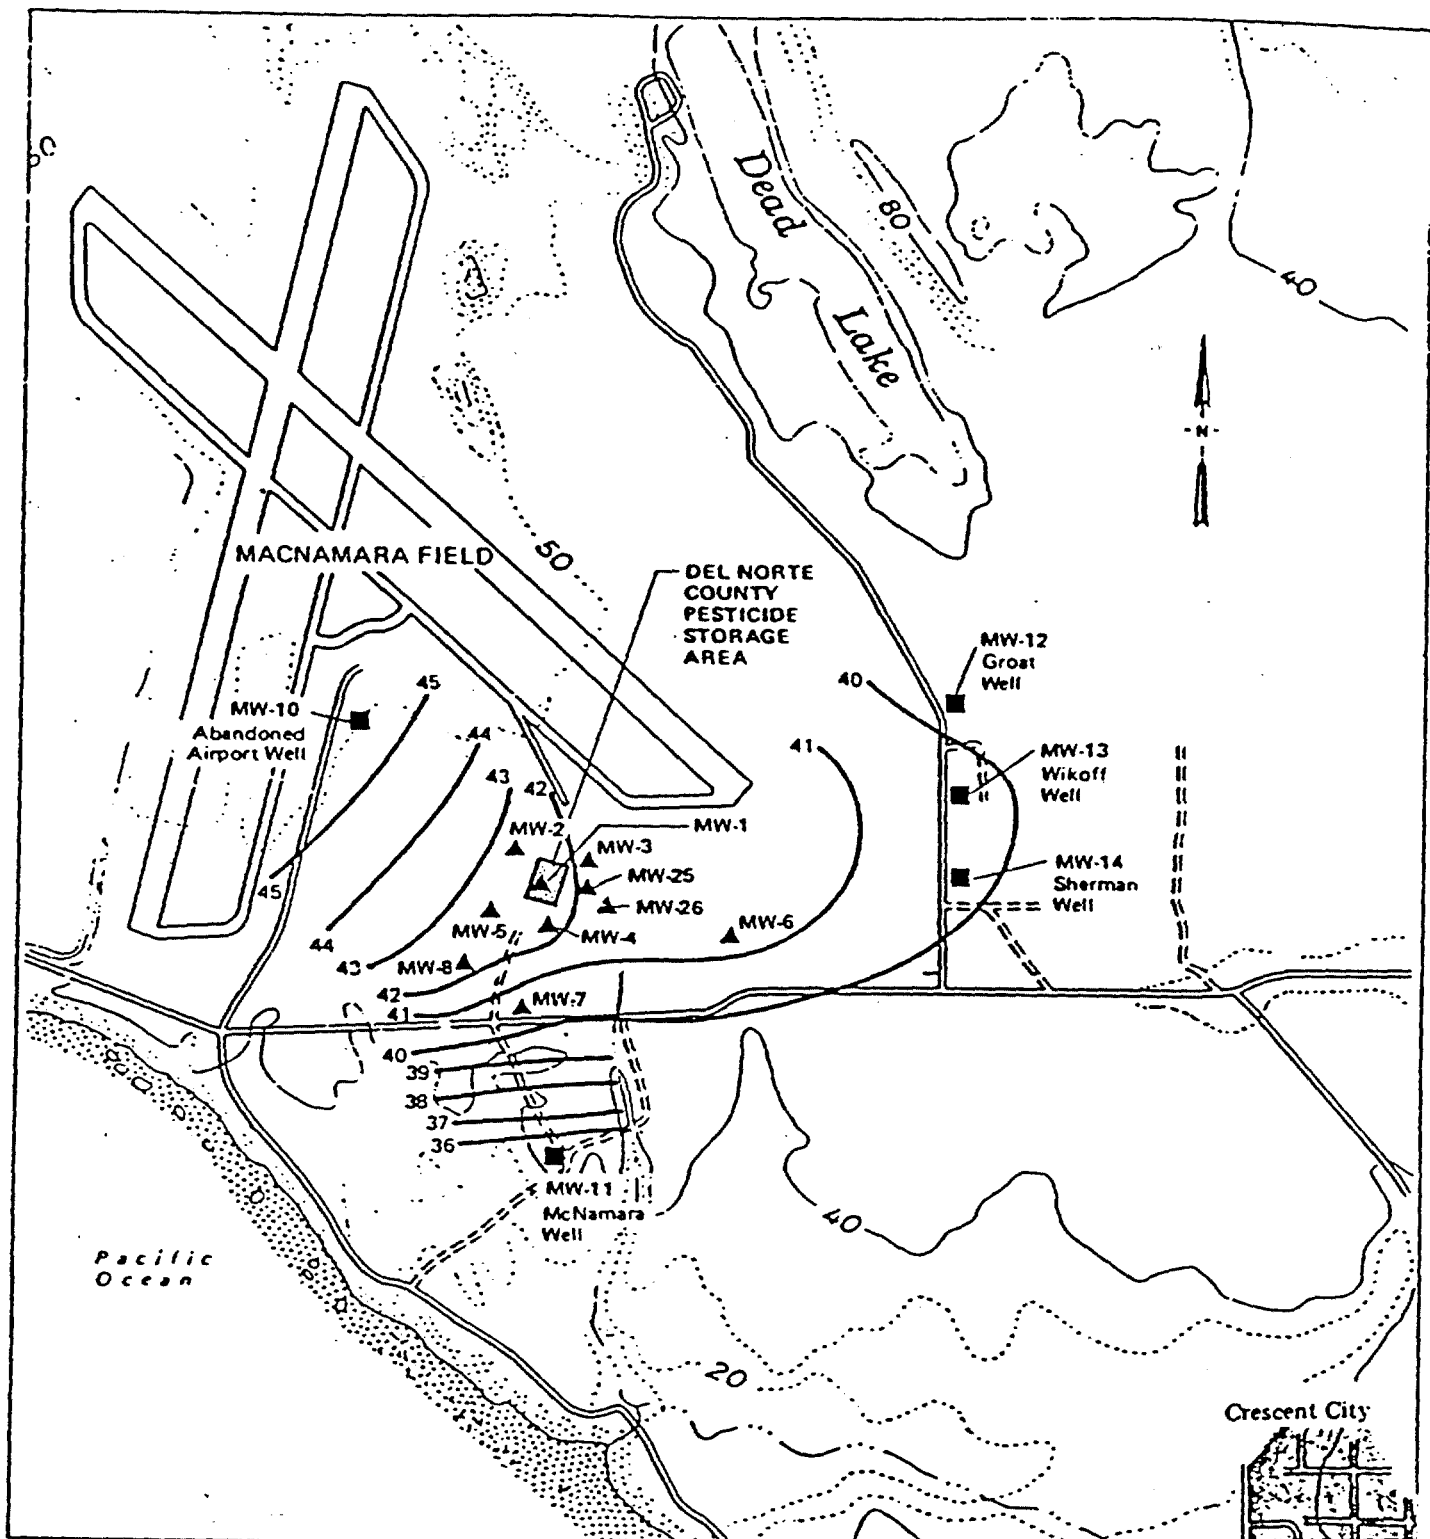 80
Dead
Lake
80
40
N
MACNAMARA FIELD
50
DEL NORTE
COUNTY
PESTICIDE
STORAGE
AREA
MW-12
Groat
Well
40
45
MW-10
Abandoned
Airport Well
44
41
MW-13
Wikoff
Well
43
42
MW-2
MW-1
MW-3
MW-14
Sherman
Well
MW-25
45
MW-26
MW-5
MW-4
MW-6
44
43
MW-8
42
MW-7
41
40
39
38
37
36
MW-11
McNamara
Well
40
Pacific
Ocean
20
Crescent City